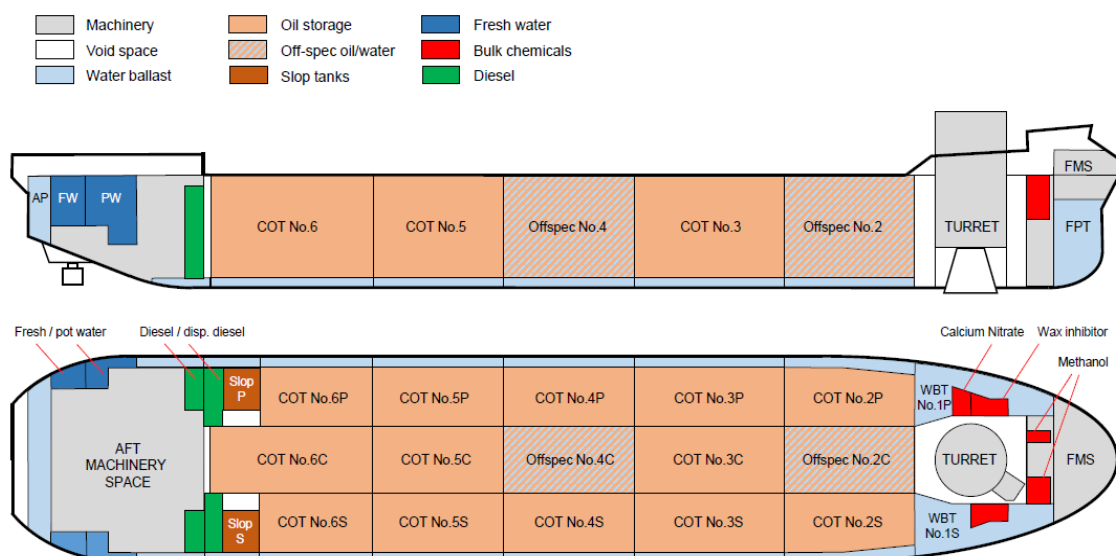 Machinery
Oil storage
Fresh water
Void space
Off-spec oil/water
Bulk chemicals
Water ballast
Slop tanks
Diesel
AP
FW
PW
COT No.6
COT No.5
Offspec No.4
COT No.3
Offspec No.2
TURRET
FMS
FPT
Fresh / pot water
Diesel / disp. diesel
Calcium Nitrate
Wax inhibitor
Methanol
Slop
P
COT No.6P
COT No.5P
COT No.4P
COT No.3P
COT No.2P
WBT
No.1P
AFT
MACHINERY
SPACE
COT No.6C
COT No.5C
Offspec No.4C
COT No.3C
Offspec No.2C
TURRET
FMS
Slop
S
COT No.6S
COT No.5S
COT No.4S
COT No.3S
COT No.2S
WBT
No.1S